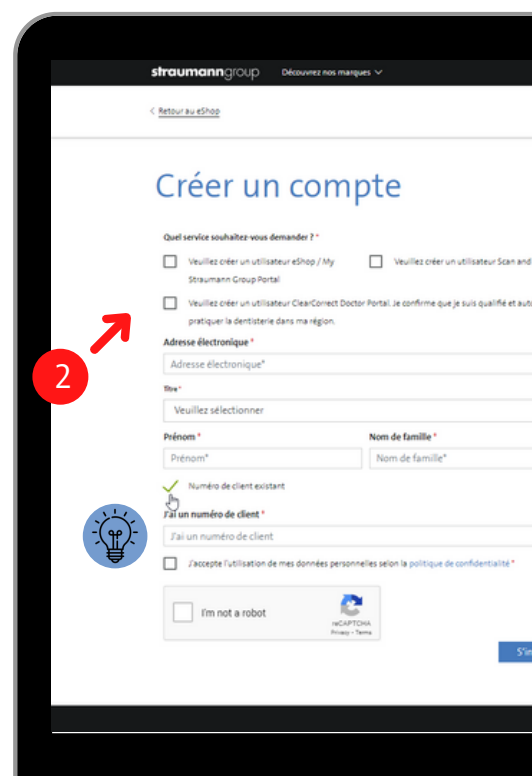 straumanngroup Découvrez nos marques
Retour au eShop
Créer un compte
Quel service souhaitez-vous demander ? *
Veuillez créer un utilisateur eShop / My
Straumann Group Portal
Veuillez créer un utilisateur Scan and
Veuillez créer un utilisateur ClearCorrect Doctor Portal. Je confirme que je suis qualifié et auto
pratiquer la dentisterie dans ma région.
2
Adresse électronique *
Adresse électronique*
Titre*
Veuillez sélectionner
Prénom * Nom de famille *
Prénom* Nom de famille*
Numéro de client existant
J'ai un numéro de client *
J'ai un numéro de client
J'accepte l'utilisation de mes données personnelles selon la politique de confidentialité *
I'm not a robot
reCAPTCHA
Privacy - Terms
S'in